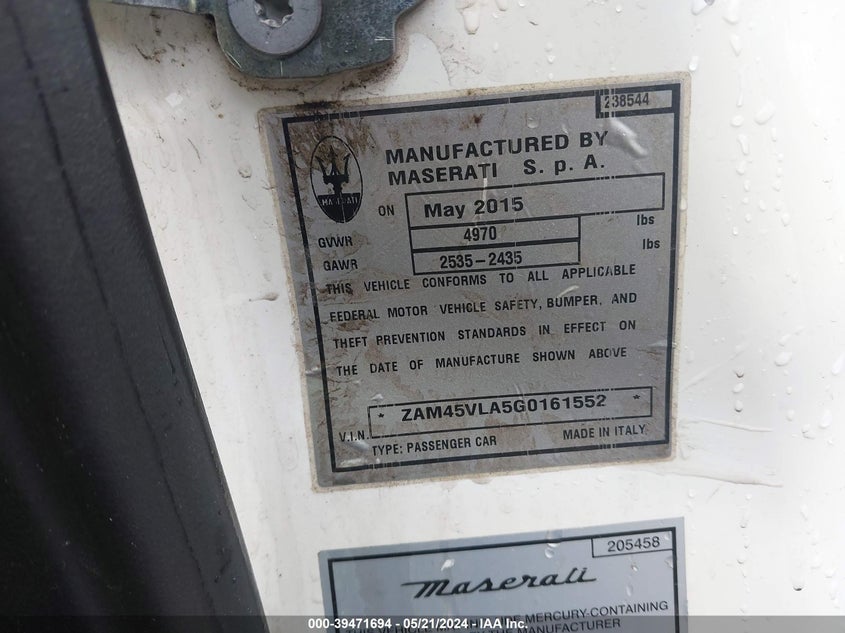 238544
MANUFACTURED BY
MASERATI S. p. A.
MASERATI
ON May 2015
GVWR 4970 lbs
GAWR 2535-2435 lbs
THIS VEHICLE CONFORMS TO ALL APPLICABLE
FEDERAL MOTOR VEHICLE SAFETY, BUMPER, AND
THEFT PREVENTION STANDARDS IN EFFECT ON
THE DATE OF MANUFACTURE SHOWN ABOVE
V.I.N. * ZAM45VLA5G0161552 *
TYPE: PASSENGER CAR MADE IN ITALY
205458
Maserati
THIS VEHICLE MERCURY-CONTAINING
THE MANUFACTURER
000-39471694 - 05/21/2024 - IAA Inc.